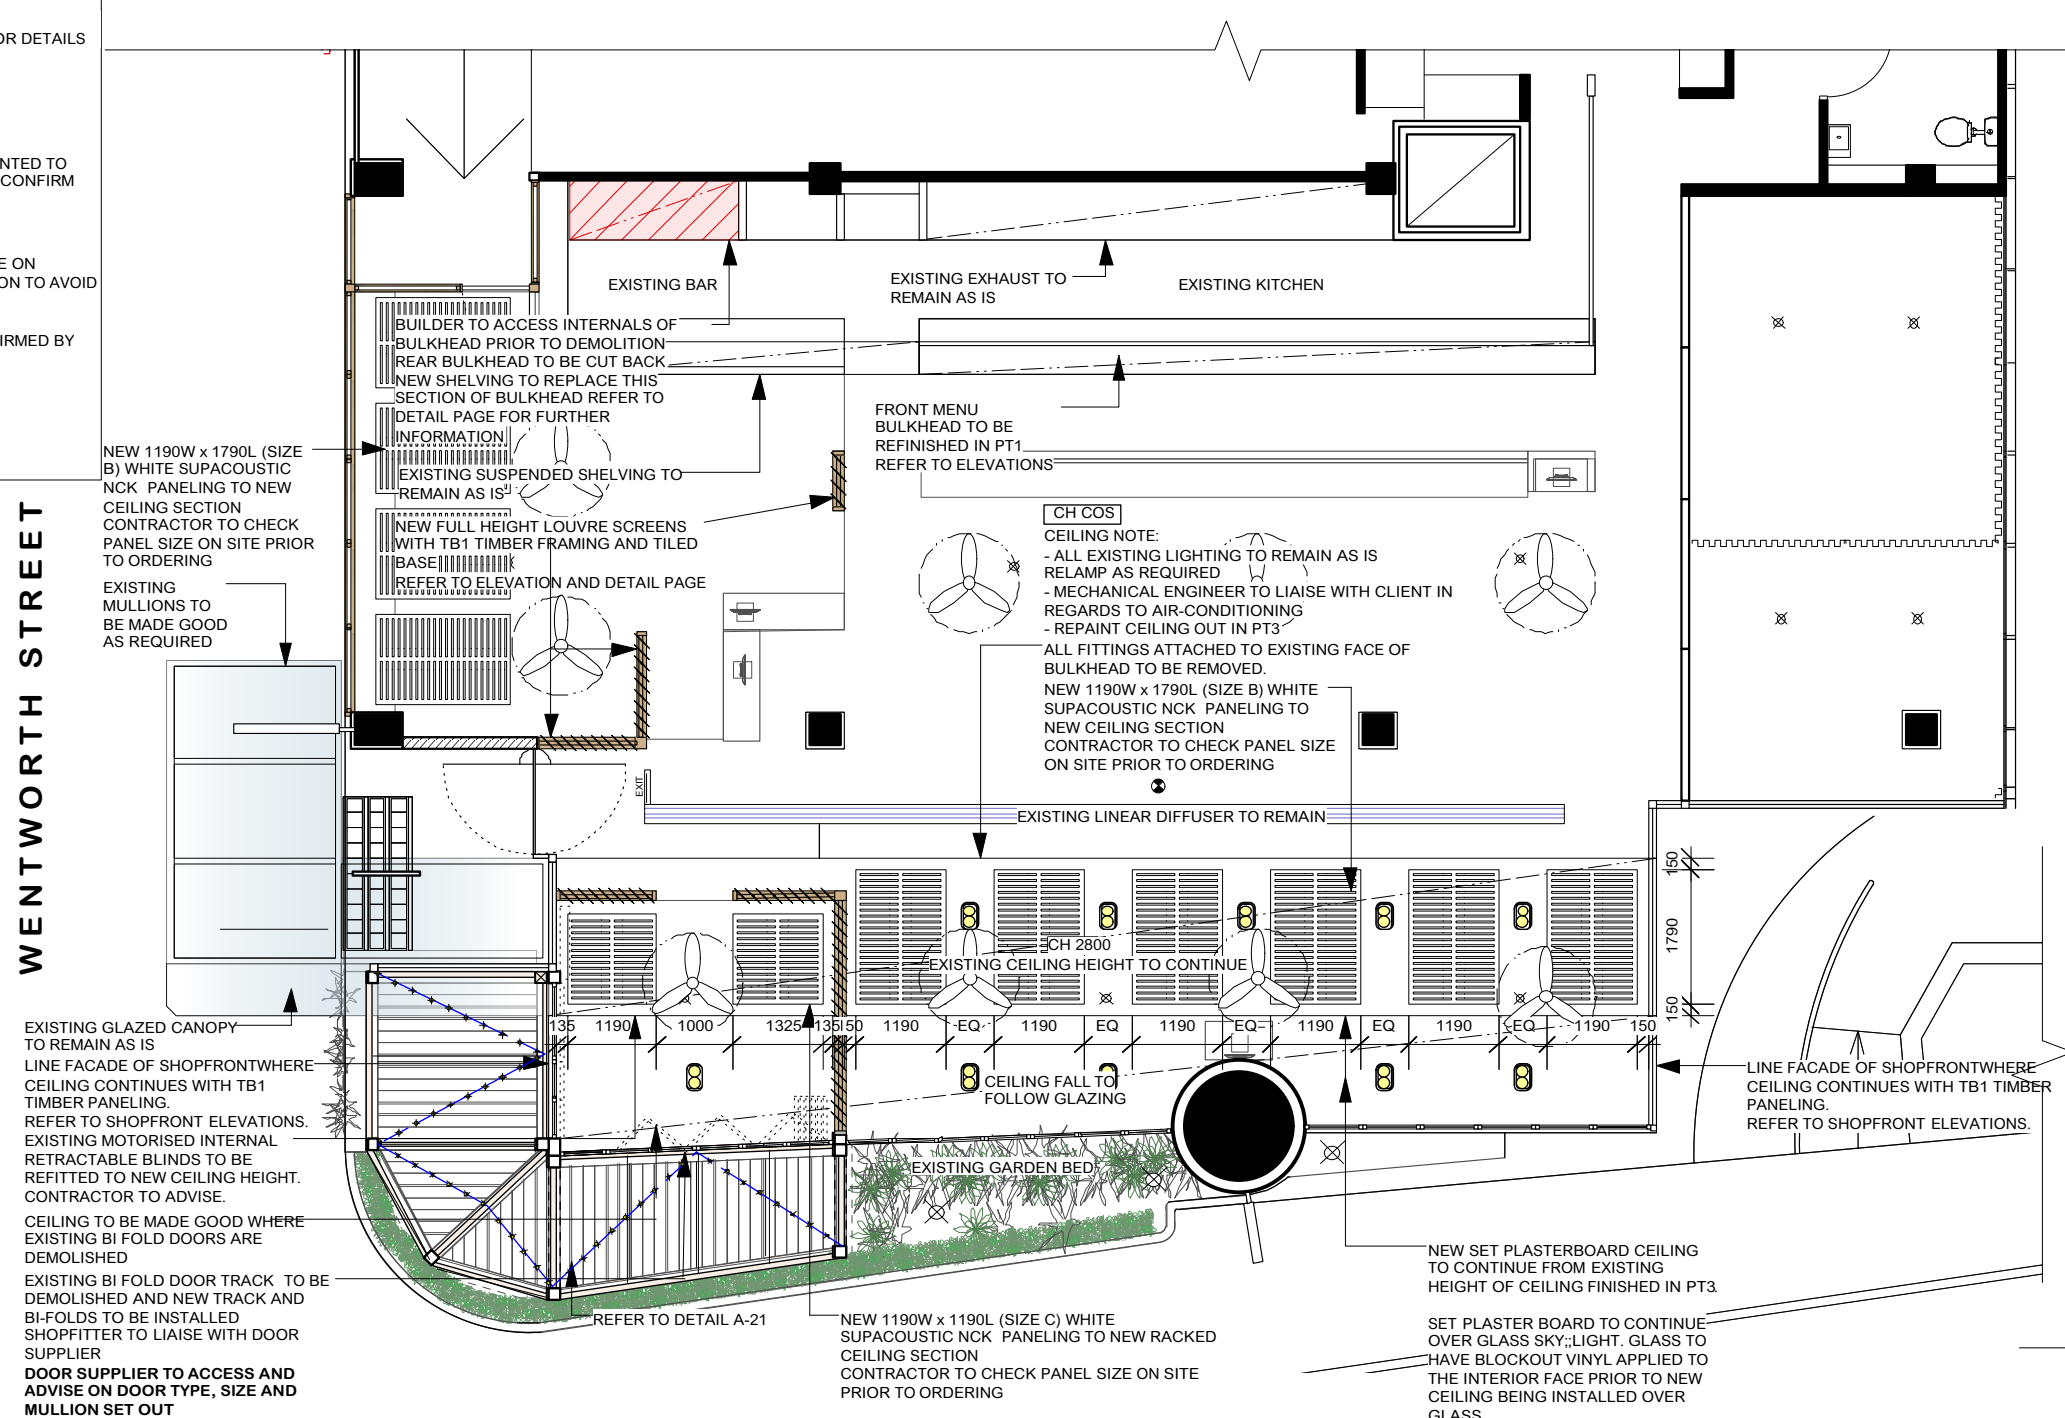 OR DETAILS
NTED TO
CONFIRM
E ON
ON TO AVOID
IRMED BY
WENTWORTH STREET
NEW 1190W x 1790L (SIZE
B) WHITE SUPACOUSTIC
NCK PANELING TO NEW
CEILING SECTION
CONTRACTOR TO CHECK
PANEL SIZE ON SITE PRIOR
TO ORDERING
EXISTING
MULLIONS TO
BE MADE GOOD
AS REQUIRED
EXISTING BAR
EXISTING EXHAUST TO
REMAIN AS IS
EXISTING KITCHEN
BUILDER TO ACCESS INTERNALS OF
BULKHEAD PRIOR TO DEMOLITION
REAR BULKHEAD TO BE CUT BACK
NEW SHELVING TO REPLACE THIS
SECTION OF BULKHEAD REFER TO
DETAIL PAGE FOR FURTHER
INFORMATION
EXISTING SUSPENDED SHELVING TO
REMAIN AS IS
NEW FULL HEIGHT LOUVRE SCREENS
WITH TB1 TIMBER FRAMING AND TILED
BASE
REFER TO ELEVATION AND DETAIL PAGE
FRONT MENU
BULKHEAD TO BE
REFINISHED IN PT1
REFER TO ELEVATIONS
CH COS
CEILING NOTE:
- ALL EXISTING LIGHTING TO REMAIN AS IS
RELAMP AS REQUIRED
- MECHANICAL ENGINEER TO LIAISE WITH CLIENT IN
REGARDS TO AIR-CONDITIONING
- REPAINT CEILING OUT IN PT3
ALL FITTINGS ATTACHED TO EXISTING FACE OF
BULKHEAD TO BE REMOVED.
NEW 1190W x 1790L (SIZE B) WHITE
SUPACOUSTIC NCK PANELING TO
NEW CEILING SECTION
CONTRACTOR TO CHECK PANEL SIZE
ON SITE PRIOR TO ORDERING
EXIT
EXISTING LINEAR DIFFUSER TO REMAIN
150
1790
150
CH 2800
EXISTING CEILING HEIGHT TO CONTINUE
135 1190 1000 1325 135 150 1190 EQ 1190 EQ 1190 EQ 1190 EQ 1190 EQ 1190 150
CEILING FALL TO
FOLLOW GLAZING
EXISTING GARDEN BED
EXISTING GLAZED CANOPY
TO REMAIN AS IS
LINE FACADE OF SHOPFRONTWHERE
CEILING CONTINUES WITH TB1
TIMBER PANELING.
REFER TO SHOPFRONT ELEVATIONS.
EXISTING MOTORISED INTERNAL
RETRACTABLE BLINDS TO BE
REFITTED TO NEW CEILING HEIGHT.
CONTRACTOR TO ADVISE.
CEILING TO BE MADE GOOD WHERE
EXISTING BI FOLD DOORS ARE
DEMOLISHED
EXISTING BI FOLD DOOR TRACK TO BE
DEMOLISHED AND NEW TRACK AND
BI-FOLDS TO BE INSTALLED
SHOPFITTER TO LIAISE WITH DOOR
SUPPLIER
DOOR SUPPLIER TO ACCESS AND
ADVISE ON DOOR TYPE, SIZE AND
MULLION SET OUT
REFER TO DETAIL A-21
NEW 1190W x 1190L (SIZE C) WHITE
SUPACOUSTIC NCK PANELING TO NEW RACKED
CEILING SECTION
CONTRACTOR TO CHECK PANEL SIZE ON SITE
PRIOR TO ORDERING
LINE FACADE OF SHOPFRONTWHERE
CEILING CONTINUES WITH TB1 TIMBER
PANELING.
REFER TO SHOPFRONT ELEVATIONS.
NEW SET PLASTERBOARD CEILING
TO CONTINUE FROM EXISTING
HEIGHT OF CEILING FINISHED IN PT3.
SET PLASTER BOARD TO CONTINUE
OVER GLASS SKY;;LIGHT. GLASS TO
HAVE BLOCKOUT VINYL APPLIED TO
THE INTERIOR FACE PRIOR TO NEW
CEILING BEING INSTALLED OVER
GLASS